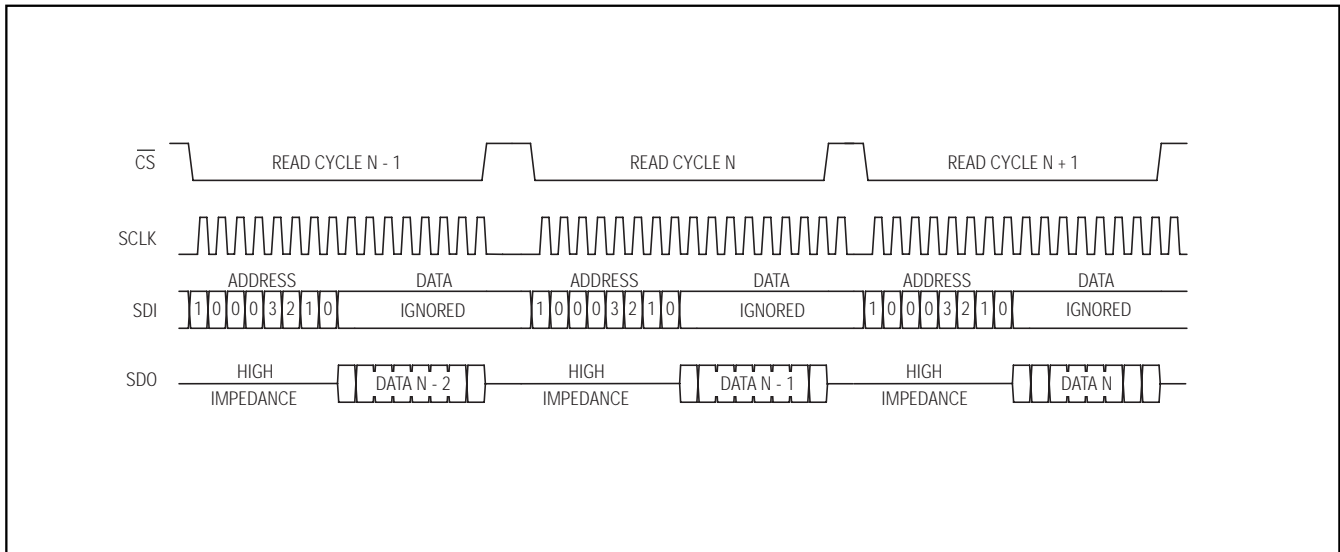 CS READ CYCLE N - 1 READ CYCLE N READ CYCLE N + 1
SCLK
ADDRESS DATA ADDRESS DATA ADDRESS DATA
SDI 1 0 0 0 3 2 1 0 IGNORED 1 0 0 0 3 2 1 0 IGNORED 1 0 0 0 3 2 1 0 IGNORED
HIGH HIGH HIGH
SDO DATA N - 2 DATA N - 1 DATA N
IMPEDANCE IMPEDANCE IMPEDANCE